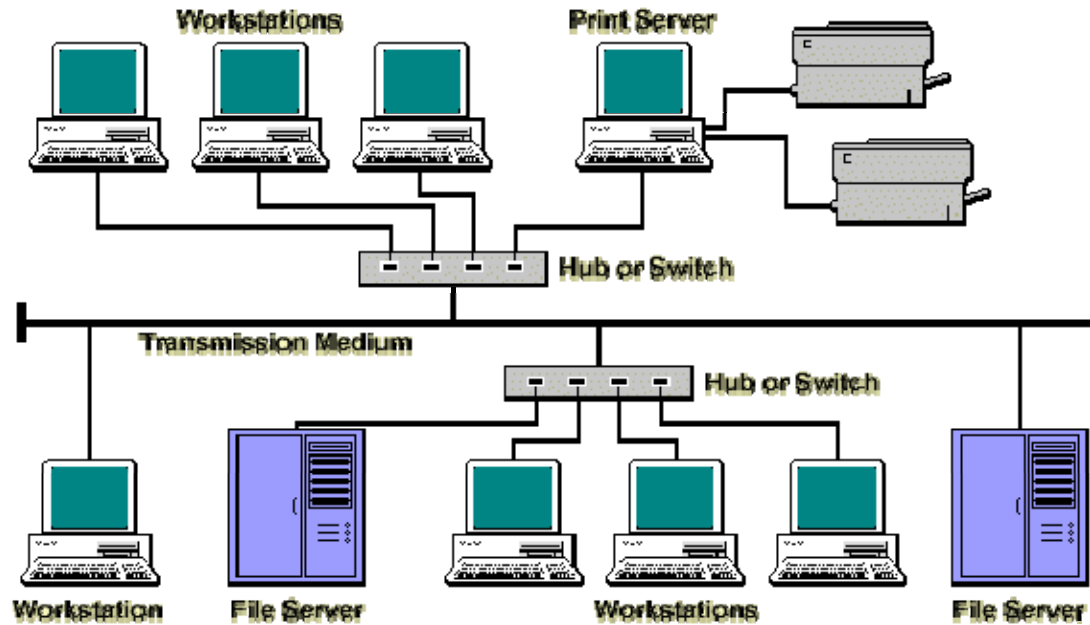 Workstations
Print Server
Hub or Switch
Transmission Medium
Hub or Switch
Workstation
File Server
Workstations
File Server